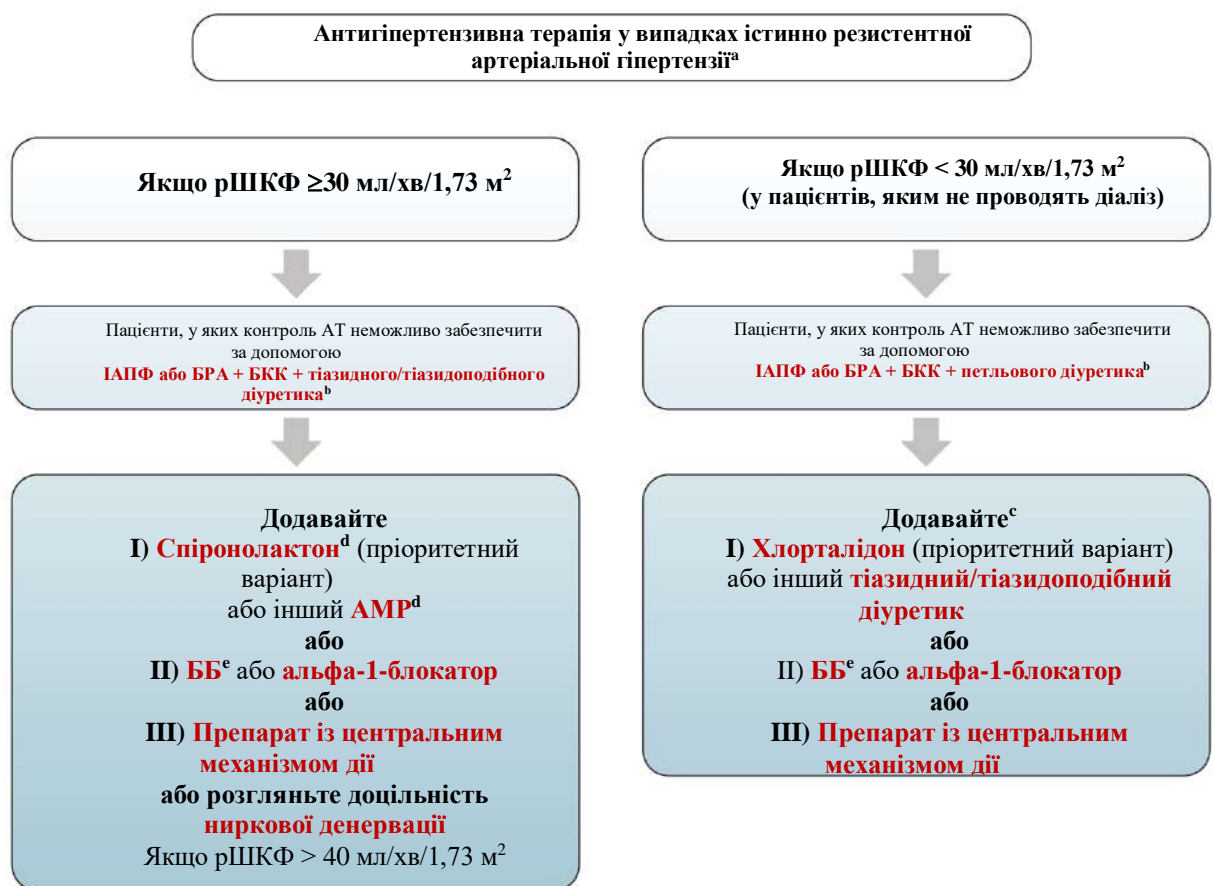 Антигіпертензивна терапія у випадках істинно резистентної
артеріальної гіпертензіїᵃ
Якщо рШКФ ≥30 мл/хв/1,73 м²
Пацієнти, у яких контроль АТ неможливо забезпечити
за допомогою
ІАПФ або БРА + БКК + тіазидного/тіазидоподібного
діуретикаᵇ
Додавайте
I) Спіронолактонᵈ (пріоритетний
варіант)
або інший АМРᵈ
або
II) ББᵉ або альфа-1-блокатор
або
III) Препарат із центральним
механізмом дії
або розгляньте доцільність
ниркової денервації
Якщо рШКФ > 40 мл/хв/1,73 м²
Якщо рШКФ < 30 мл/хв/1,73 м²
(у пацієнтів, яким не проводять діаліз)
Пацієнти, у яких контроль АТ неможливо забезпечити
за допомогою
ІАПФ або БРА + БКК + петльового діуретикаᵇ
Додавайтеᶜ
I) Хлорталідон (пріоритетний варіант)
або інший тіазидний/тіазидоподібний
діуретик
або
II) ББᵉ або альфа-1-блокатор
або
III) Препарат із центральним
механізмом дії